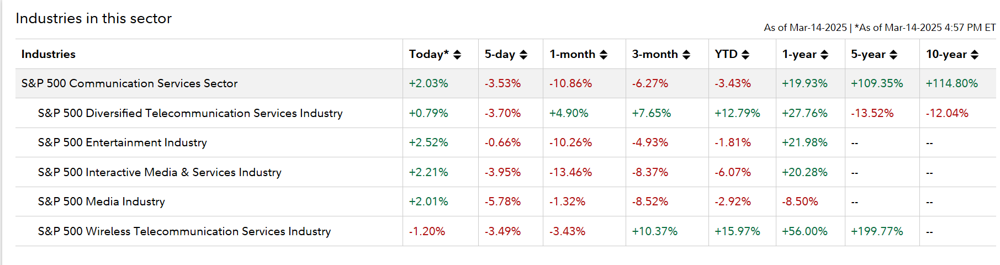 Industries in this sector
As of Mar-14-2025 | *As of Mar-14-2025 4:57 PM ET
Industries Today* 5-day 1-month 3-month YTD 1-year 5-year 10-year
S&P 500 Communication Services Sector +2.03% -3.53% -10.86% -6.27% -3.43% +19.93% +109.35% +114.80%
S&P 500 Diversified Telecommunication Services Industry +0.79% -3.70% +4.90% +7.65% +12.79% +27.76% -13.52% -12.04%
S&P 500 Entertainment Industry +2.52% -0.66% -10.26% -4.93% -1.81% +21.98% -- --
S&P 500 Interactive Media & Services Industry +2.21% -3.95% -13.46% -8.37% -6.07% +20.28% -- --
S&P 500 Media Industry +2.01% -5.78% -1.32% -8.52% -2.92% -8.50% -- --
S&P 500 Wireless Telecommunication Services Industry -1.20% -3.49% -3.43% +10.37% +15.97% +56.00% +199.77% --